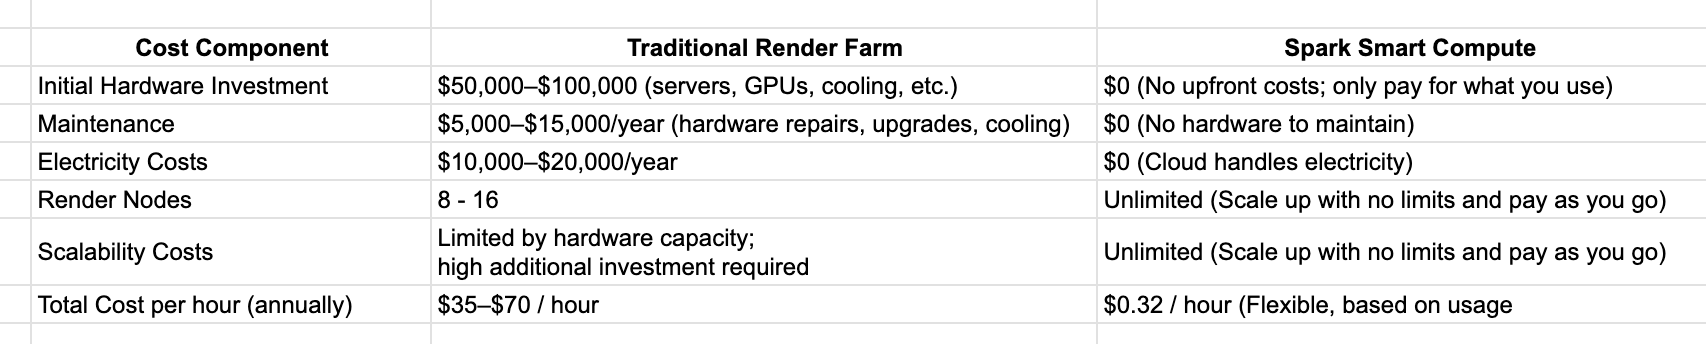 Cost Component Traditional Render Farm Spark Smart Compute
Initial Hardware Investment $50,000–$100,000 (servers, GPUs, cooling, etc.) $0 (No upfront costs; only pay for what you use)
Maintenance $5,000–$15,000/year (hardware repairs, upgrades, cooling) $0 (No hardware to maintain)
Electricity Costs $10,000–$20,000/year $0 (Cloud handles electricity)
Render Nodes 8 - 16 Unlimited (Scale up with no limits and pay as you go)
Scalability Costs Limited by hardware capacity;
high additional investment required Unlimited (Scale up with no limits and pay as you go)
Total Cost per hour (annually) $35–$70 / hour $0.32 / hour (Flexible, based on usage